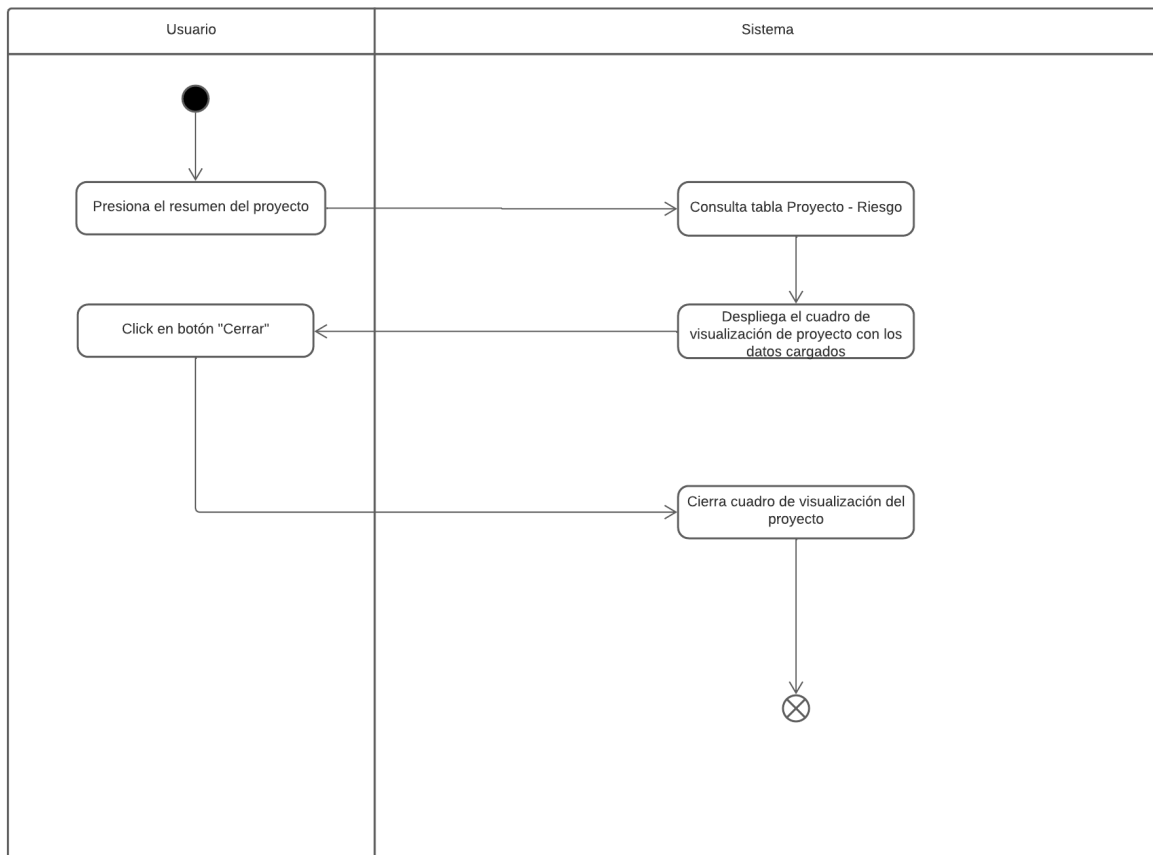 Usuario
Sistema
Presiona el resumen del proyecto
Consulta tabla Proyecto - Riesgo
Click en botón "Cerrar"
Despliega el cuadro de
visualización de proyecto con los
datos cargados
Cierra cuadro de visualización del
proyecto